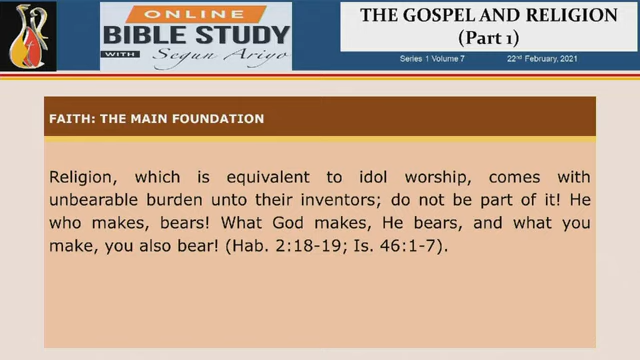 ONLINE
BIBLE STUDY
WITH Segun Ariyo
THE GOSPEL AND RELIGION
(Part 1)
Series 1 Volume 7 22nd February, 2021
FAITH: THE MAIN FOUNDATION
Religion, which is equivalent to idol worship, comes with
unbearable burden unto their inventors; do not be part of it! He
who makes, bears! What God makes, He bears, and what you
make, you also bear! (Hab. 2:18-19; Is. 46:1-7).